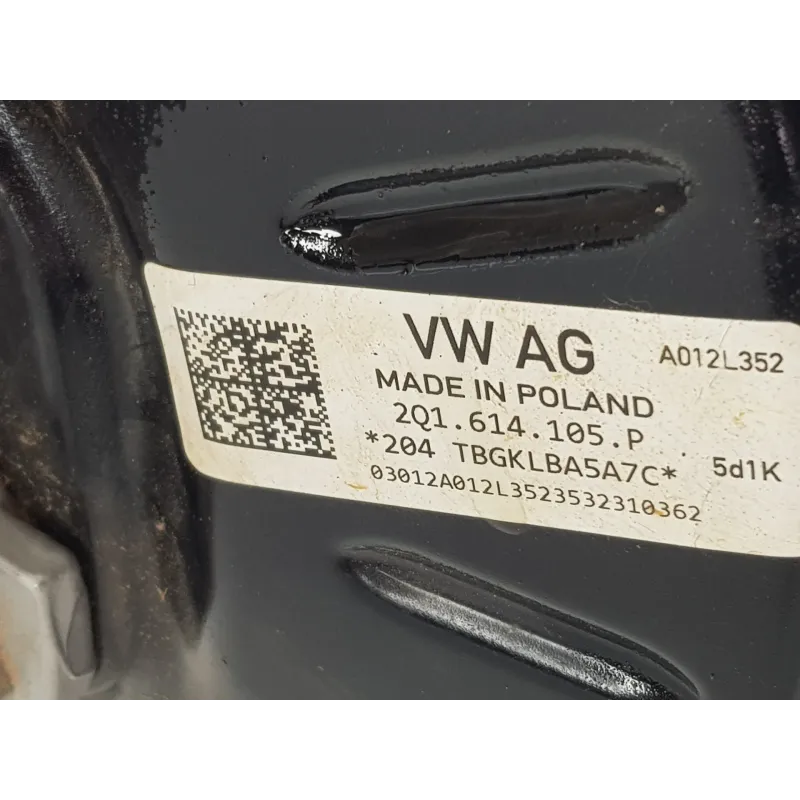 VW AG A012L352
MADE IN POLAND
2Q1.614.105.P
*204 TBGKLBA5A7C* 5d1K
03012A012L3523532310362